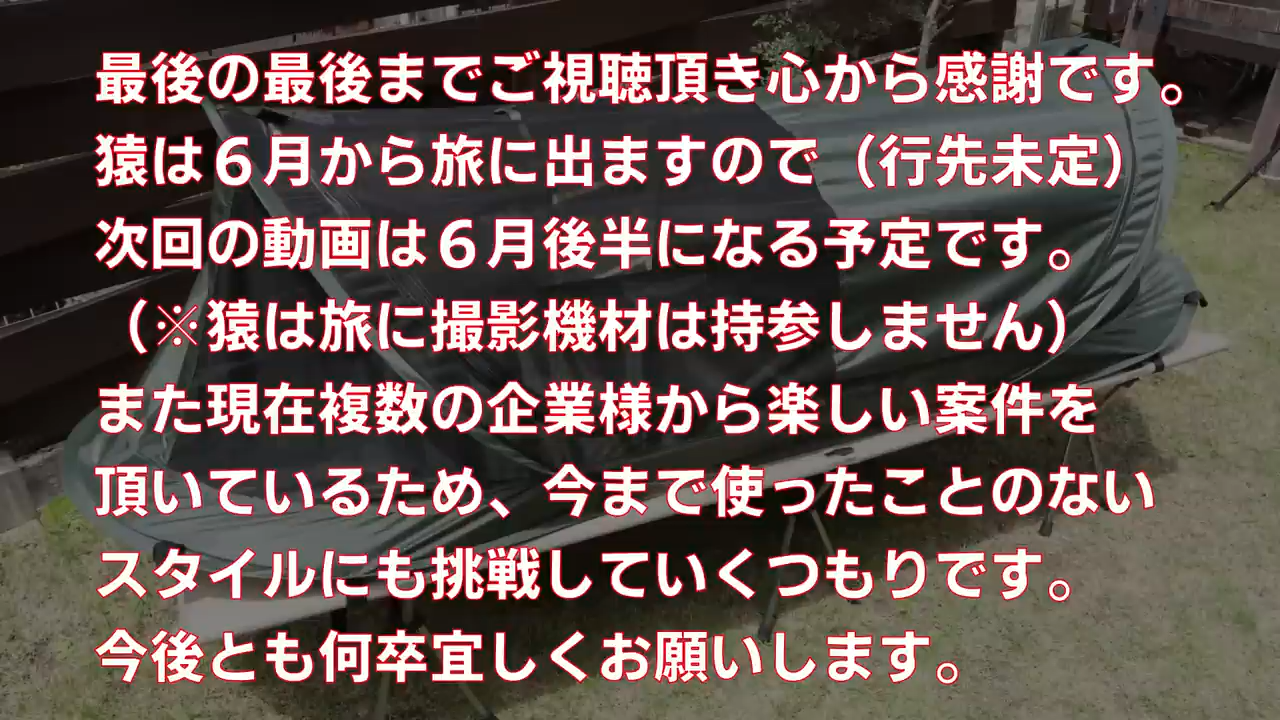 最後の最後までご視聴頂き心から感謝です。
猿は６月から旅に出ますので（行先未定）
次回の動画は６月後半になる予定です。
（※猿は旅に撮影機材は持参しません）
また現在複数の企業様から楽しい案件を
頂いているため、今まで使ったことのない
スタイルにも挑戦していくつもりです。
今後とも何卒宜しくお願いします。